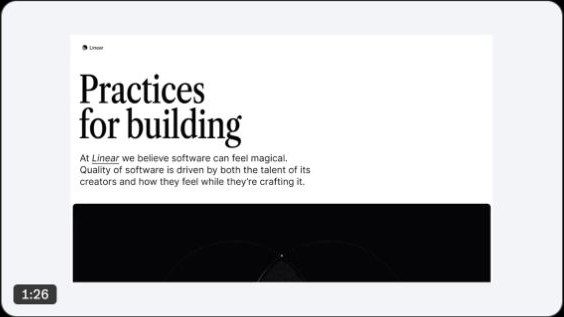 Linear
Practices
for building
At Linear we believe software can feel magical.
Quality of software is driven by both the talent of its
creators and how they feel while they're crafting it.
1:26